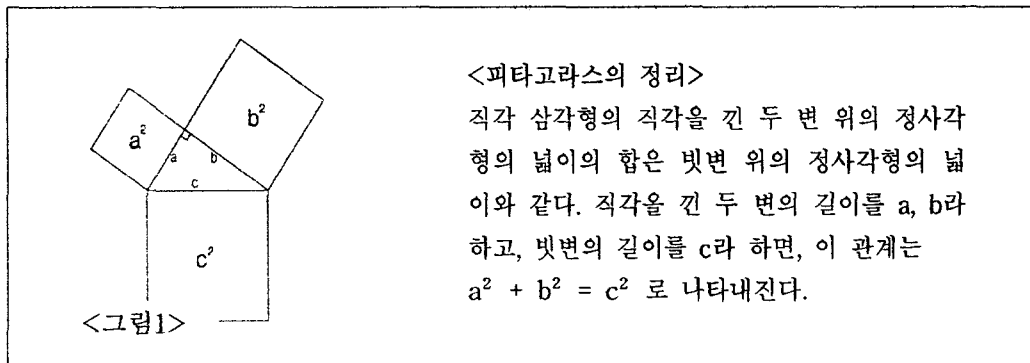 <피타고라스의 정리>
직각 삼각형의 직각을 낀 두 변 위의 정사각
형의 넓이의 합은 빗변 위의 정사각형의 넓
이와 같다. 직각을 낀 두 변의 길이를 a, b라
하고, 빗변의 길이를 c라 하면, 이 관계는
a² + b² = c² 로 나타내진다.
a²
b²
a
b
c
c²
<그림1>